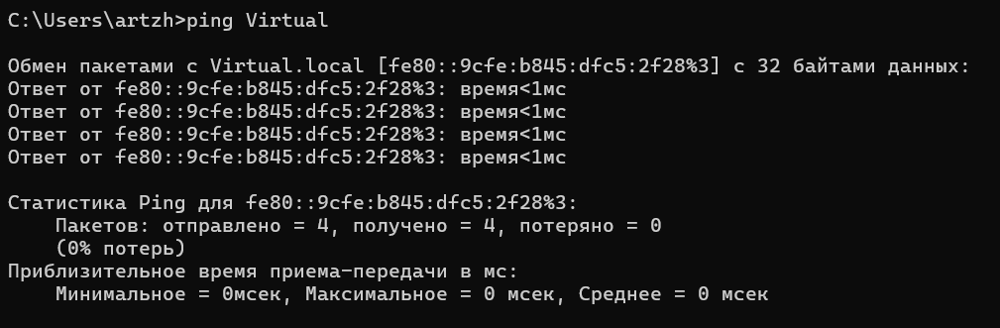 C:\Users\artzh>ping Virtual
Обмен пакетами с Virtual.local [fe80::9cfe:b845:dfc5:2f28%3] с 32 байтами данных:
Ответ от fe80::9cfe:b845:dfc5:2f28%3: время<1мс
Ответ от fe80::9cfe:b845:dfc5:2f28%3: время<1мс
Ответ от fe80::9cfe:b845:dfc5:2f28%3: время<1мс
Ответ от fe80::9cfe:b845:dfc5:2f28%3: время<1мс
Статистика Ping для fe80::9cfe:b845:dfc5:2f28%3:
    Пакетов: отправлено = 4, получено = 4, потеряно = 0
    (0% потерь)
Приблизительное время приема-передачи в мс:
    Минимальное = 0мсек, Максимальное = 0 мсек, Среднее = 0 мсек